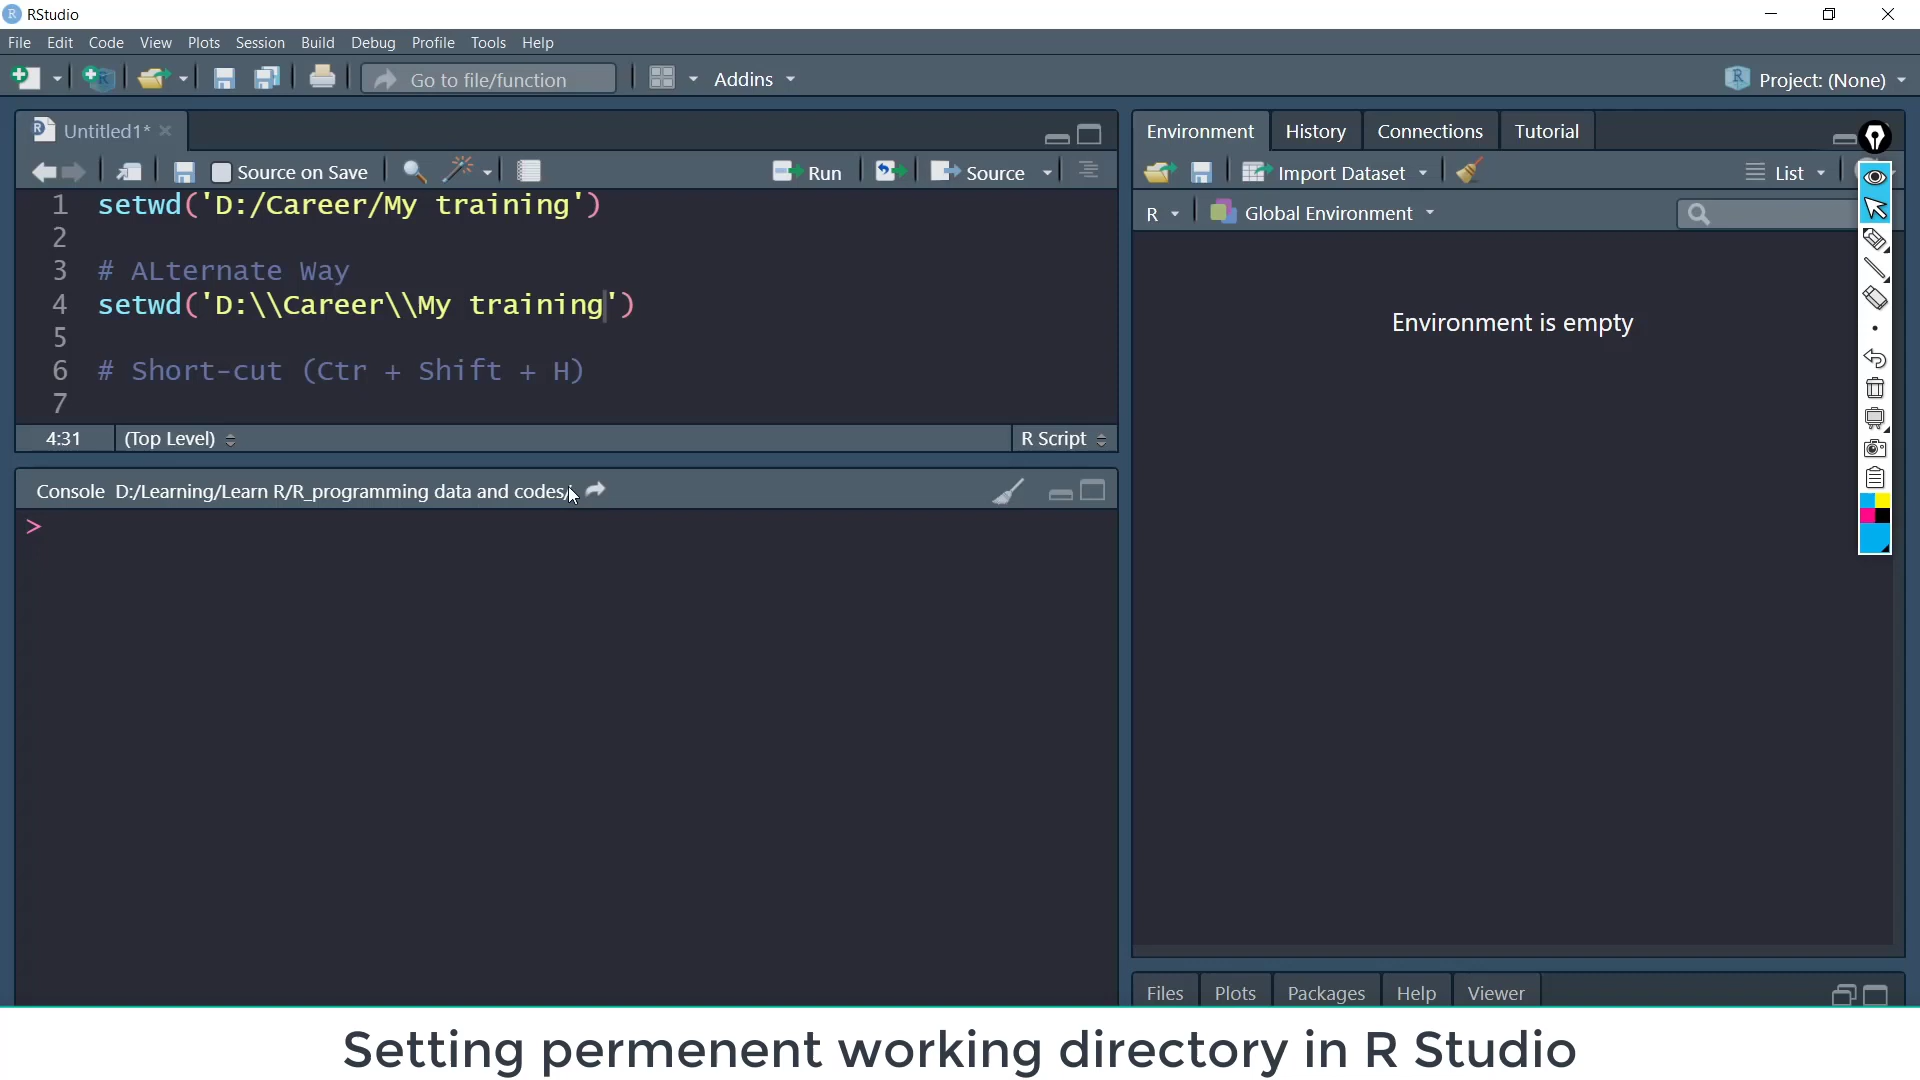 RStudio
File Edit Code View Plots Session Build Debug Profile Tools Help
Go to file/function Addins Project: (None)
Untitled1*
Source on Save Run Source
1 setwd('D:/Career/My training')
2
3 # ALternate Way
4 setwd('D:\\Career\\My training')
5
6 # Short-cut (Ctr + Shift + H)
7
4:31 (Top Level) R Script
Console D:/Learning/Learn R/R_programming data and codes/
>
Environment History Connections Tutorial
Import Dataset List
R Global Environment
Environment is empty
Files Plots Packages Help Viewer
Setting permenent working directory in R Studio